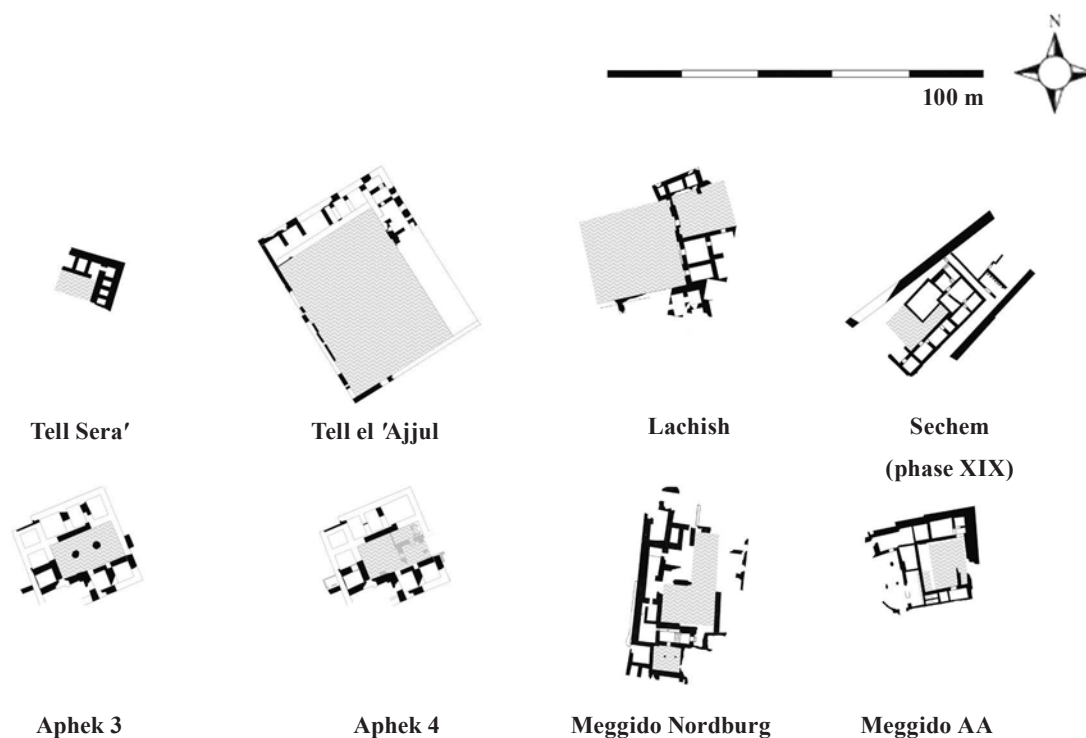 N
100 m
Tell Sera′
Tell el ′Ajjul
Lachish
Sechem
(phase XIX)
Aphek 3
Aphek 4
Meggido Nordburg
Meggido AA